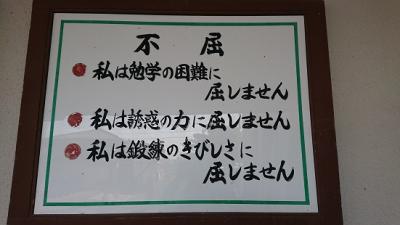 不屈
私は勉学の困難に
屈しません
私は誘惑の力に屈しません
私は鍛練のきびしさに
屈しません